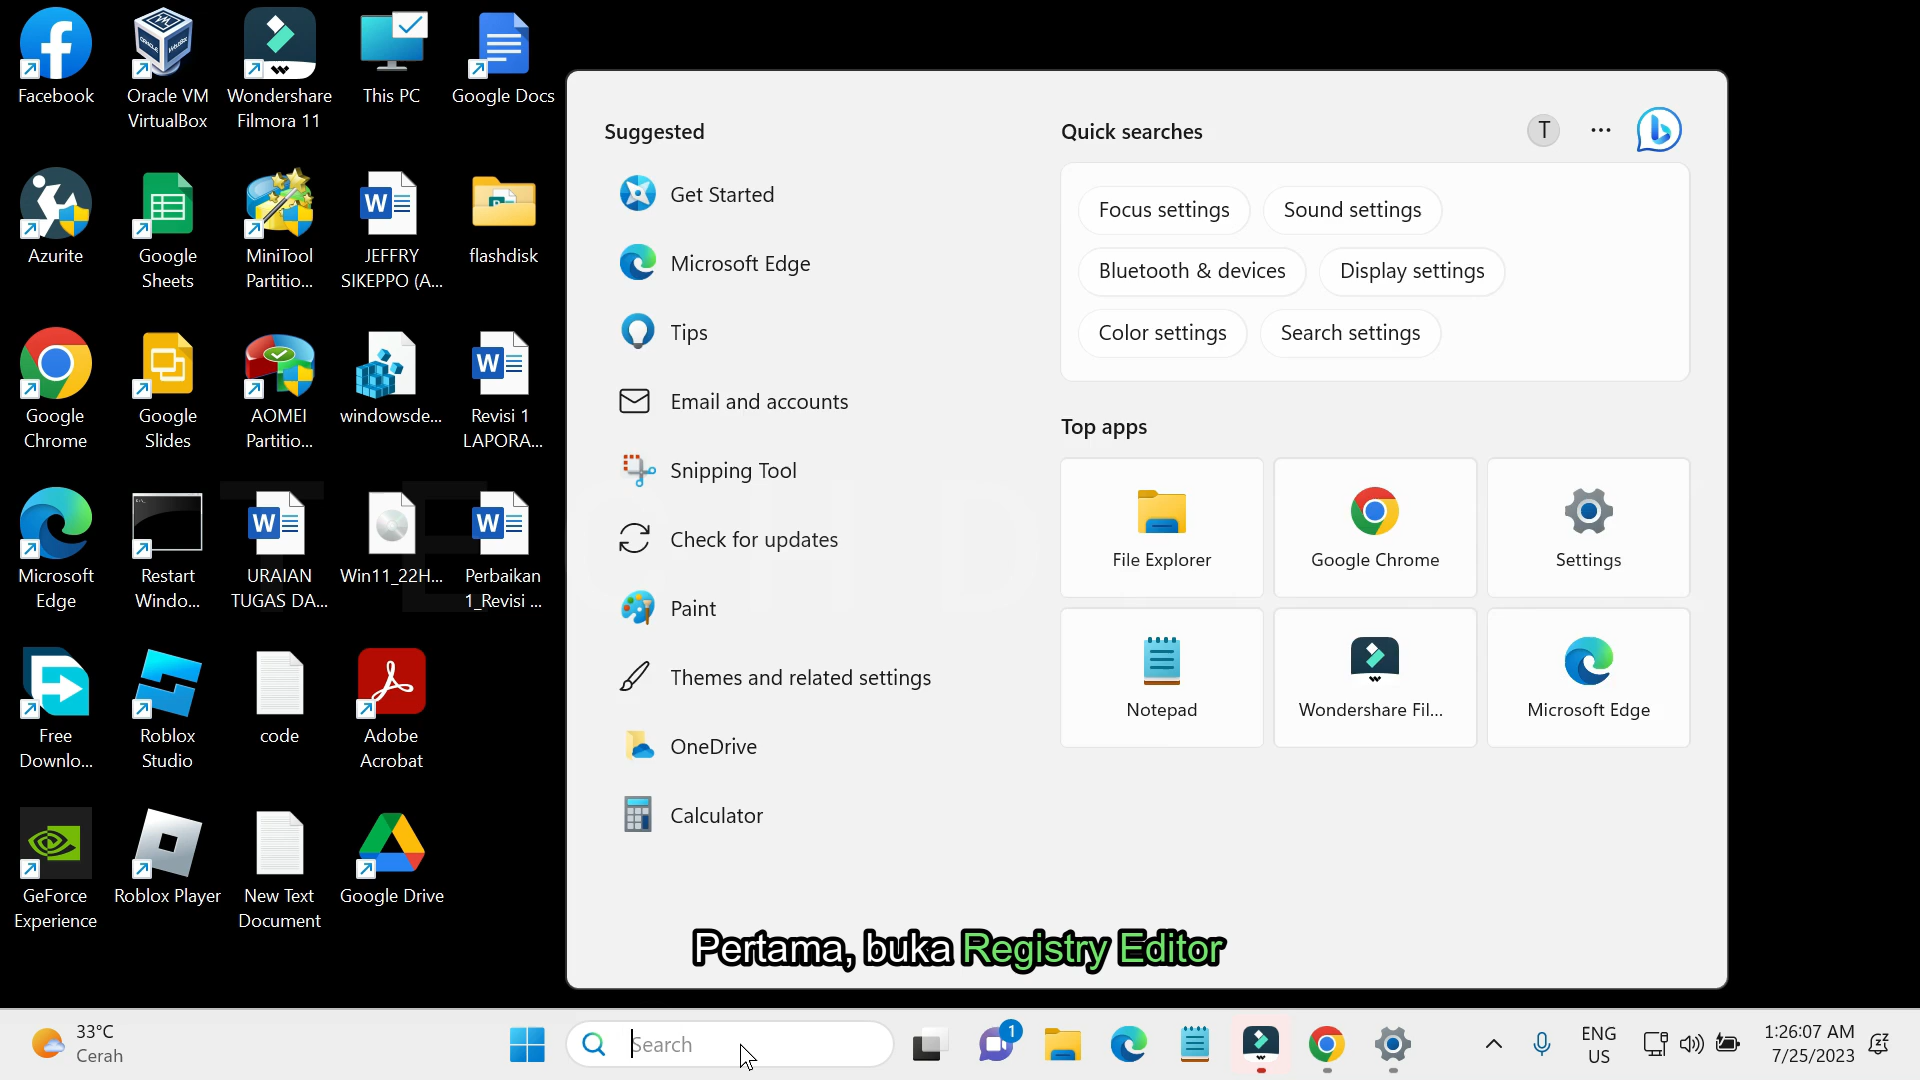 Facebook
Oracle VM
VirtualBox
Wondershare
Filmora 11
This PC
Google Docs
Azurite
Google
Sheets
MiniTool
Partitio...
JEFFRY
SIKEPPO (A...
flashdisk
Google
Chrome
Google
Slides
AOMEI
Partitio...
windowsde...
Revisi 1
LAPORA...
Microsoft
Edge
Restart
Windo...
URAIAN
TUGAS DA...
Win11_22H...
Perbaikan
1_Revisi ...
Free
Downlo...
Roblox
Studio
code
Adobe
Acrobat
GeForce
Experience
Roblox Player
New Text
Document
Google Drive
Suggested
Get Started
Microsoft Edge
Tips
Email and accounts
Snipping Tool
Check for updates
Paint
Themes and related settings
OneDrive
Calculator
Quick searches
T
Focus settings
Sound settings
Bluetooth & devices
Display settings
Color settings
Search settings
Top apps
File Explorer
Google Chrome
Settings
Notepad
Wondershare Fil...
Microsoft Edge
Pertama, buka Registry Editor
33°C
Cerah
Search
1
ENG
US
1:26:07 AM
7/25/2023